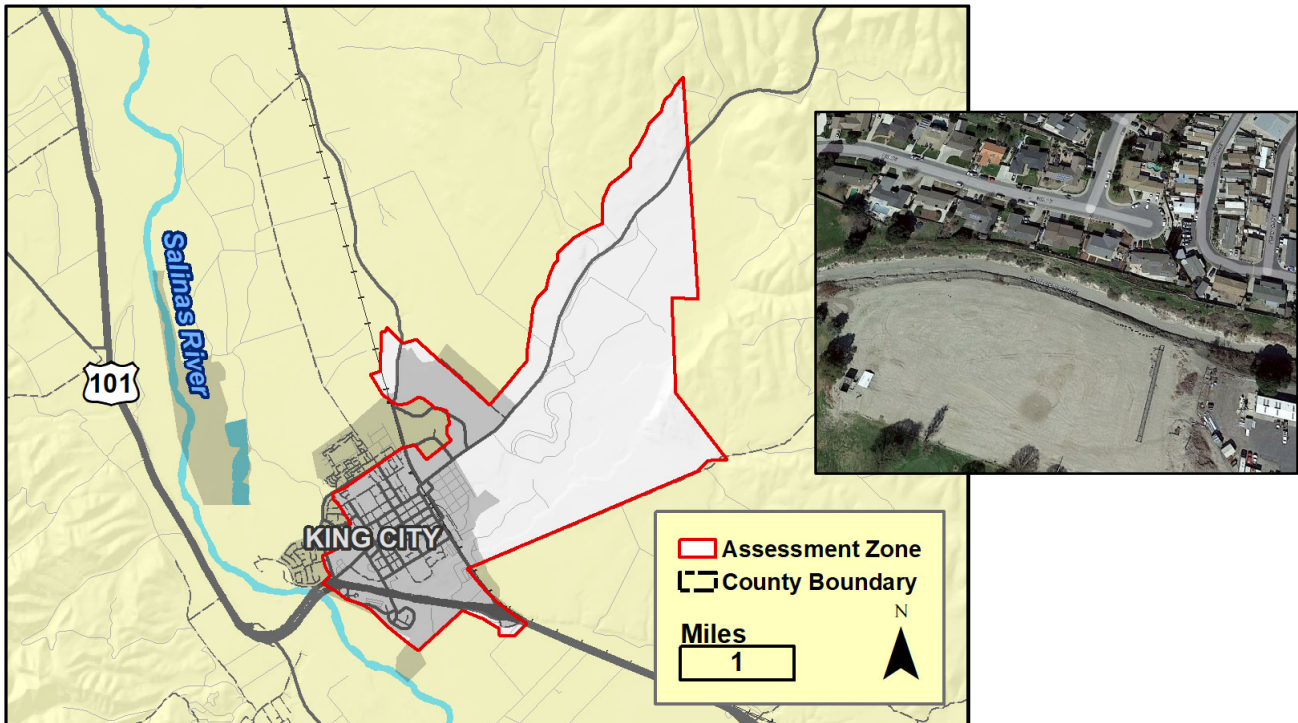 Salinas River
101
KING CITY
Assessment Zone
County Boundary
Miles
1
N